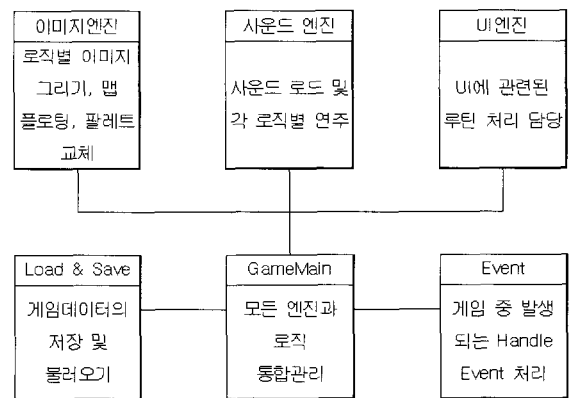 이미지엔진
로직별 이미지
그리기, 맵
플로팅, 팔레트
교체
사운드 엔진
사운드 로드 및
각 로직별 연주
UI엔진
UI에 관련된
루틴 처리 담당
Load & Save
게임데이터의
저장 및
불러오기
GameMain
모든 엔진과
로직
통합관리
Event
게임 중 발생
되는 Handle
Event 처리